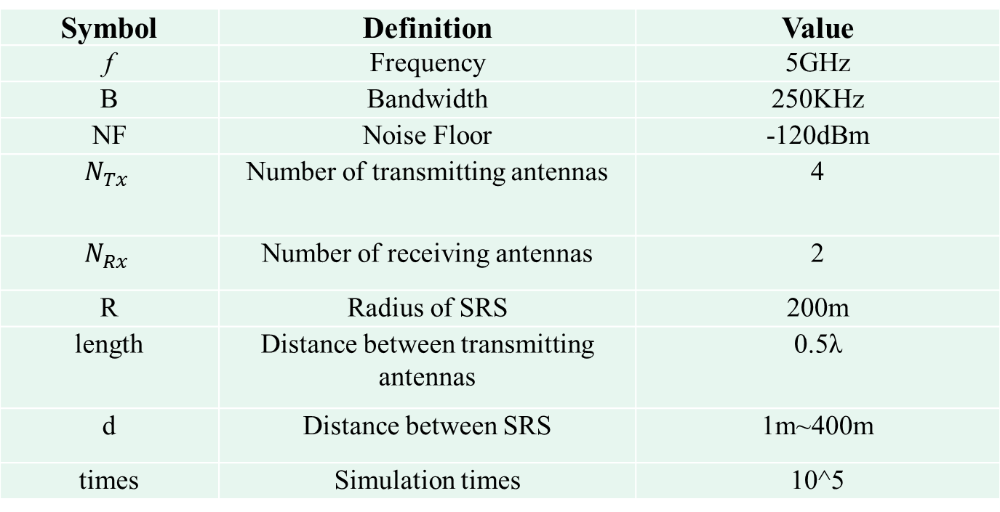 Symbol Definition Value
f Frequency 5GHz
B Bandwidth 250KHz
NF Noise Floor -120dBm
N_{Tx} Number of transmitting antennas 4
N_{Rx} Number of receiving antennas 2
R Radius of SRS 200m
length Distance between transmitting 0.5λ
antennas
d Distance between SRS 1m~400m
times Simulation times 10^5